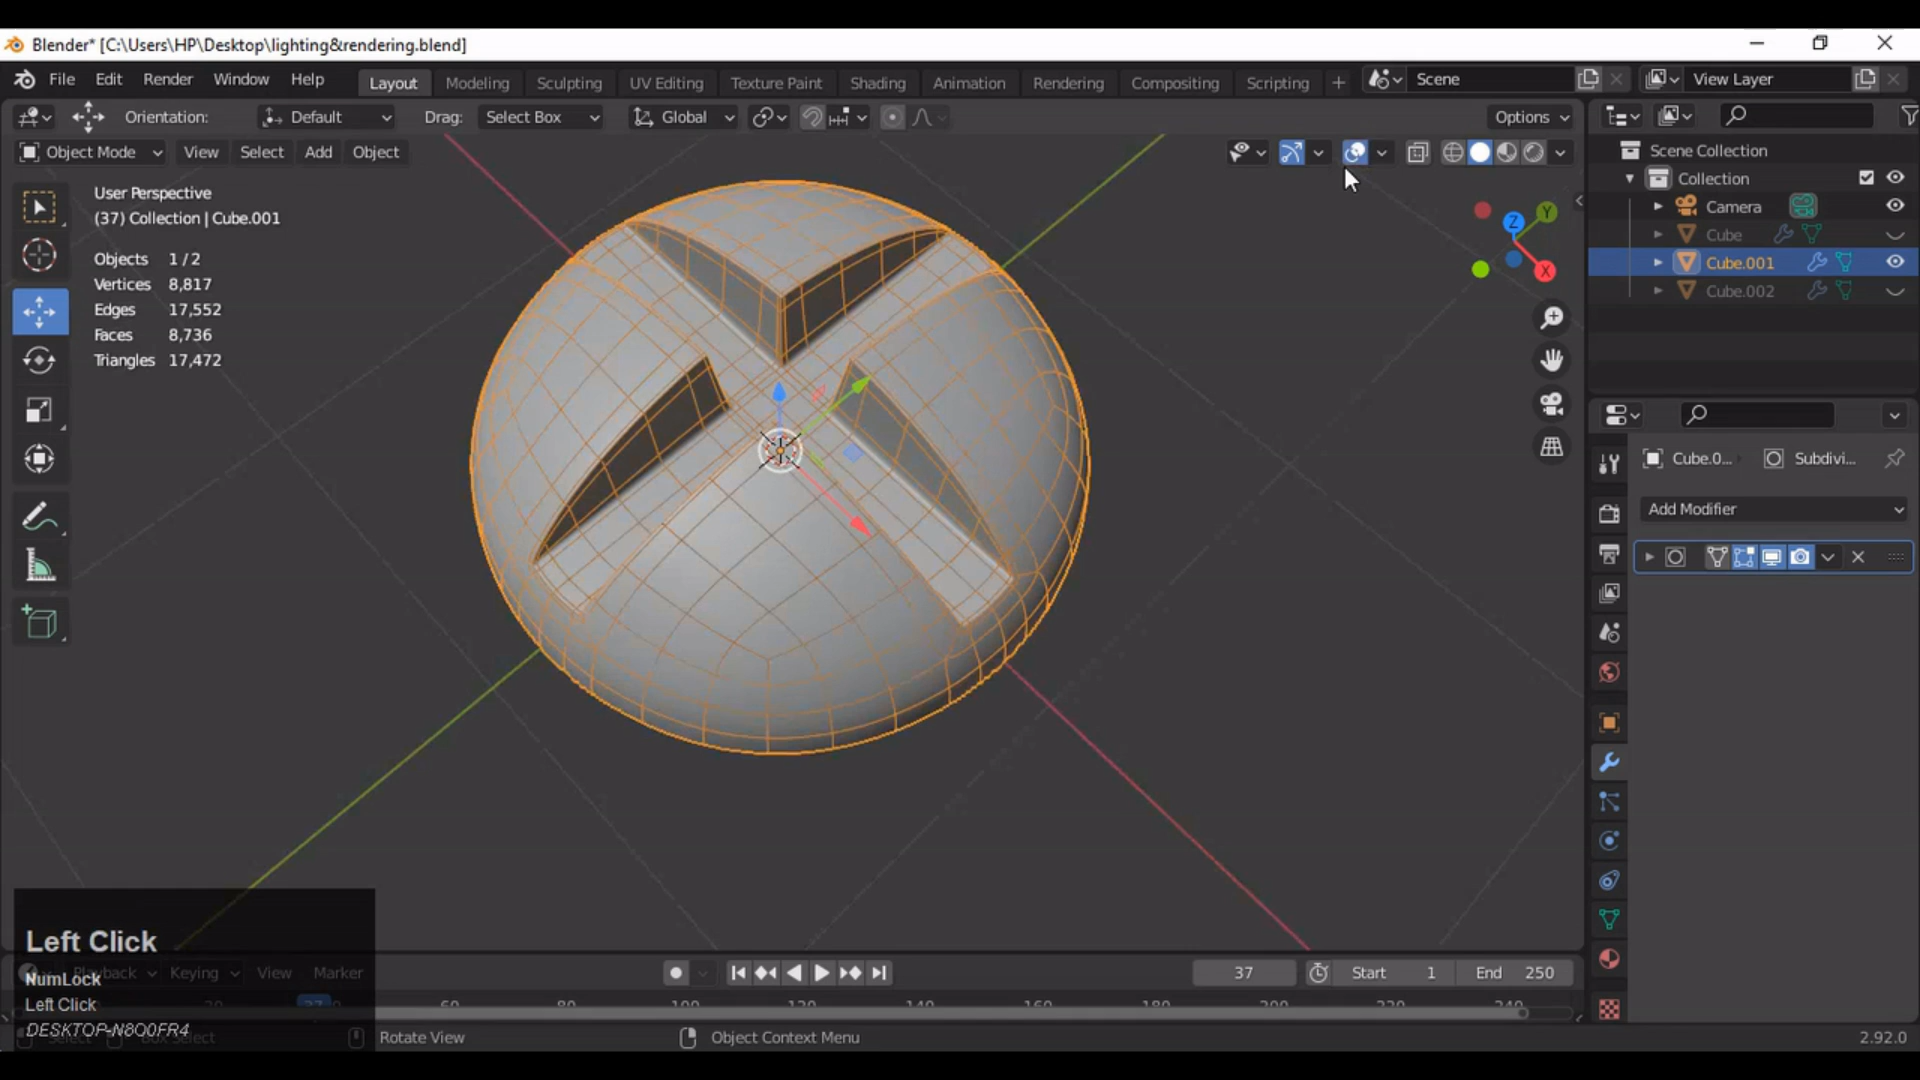 Blender* [C:\Users\HP\Desktop\lighting&rendering.blend]
File Edit Render Window Help Layout Modeling Sculpting UV Editing Texture Paint Shading Animation Rendering Compositing Scripting + Scene View Layer
Orientation: Default Drag: Select Box Global Options
Object Mode View Select Add Object
User Perspective
(37) Collection | Cube.001
Objects 1 / 2
Vertices 8,817
Edges 17,552
Faces 8,736
Triangles 17,472
Z Y X
Scene Collection
Collection
Camera
Cube
Cube.001
Cube.002
Cube.0... Subdivi...
Add Modifier
Left Click
NumLock
Left Click
DESKTOP-N8Q0FR4
Playback Keying View Marker 37 Start 1 End 250
37 60 80 100 120 140 160 180 200 220 240
Select Box Select Rotate View Object Context Menu 2.92.0